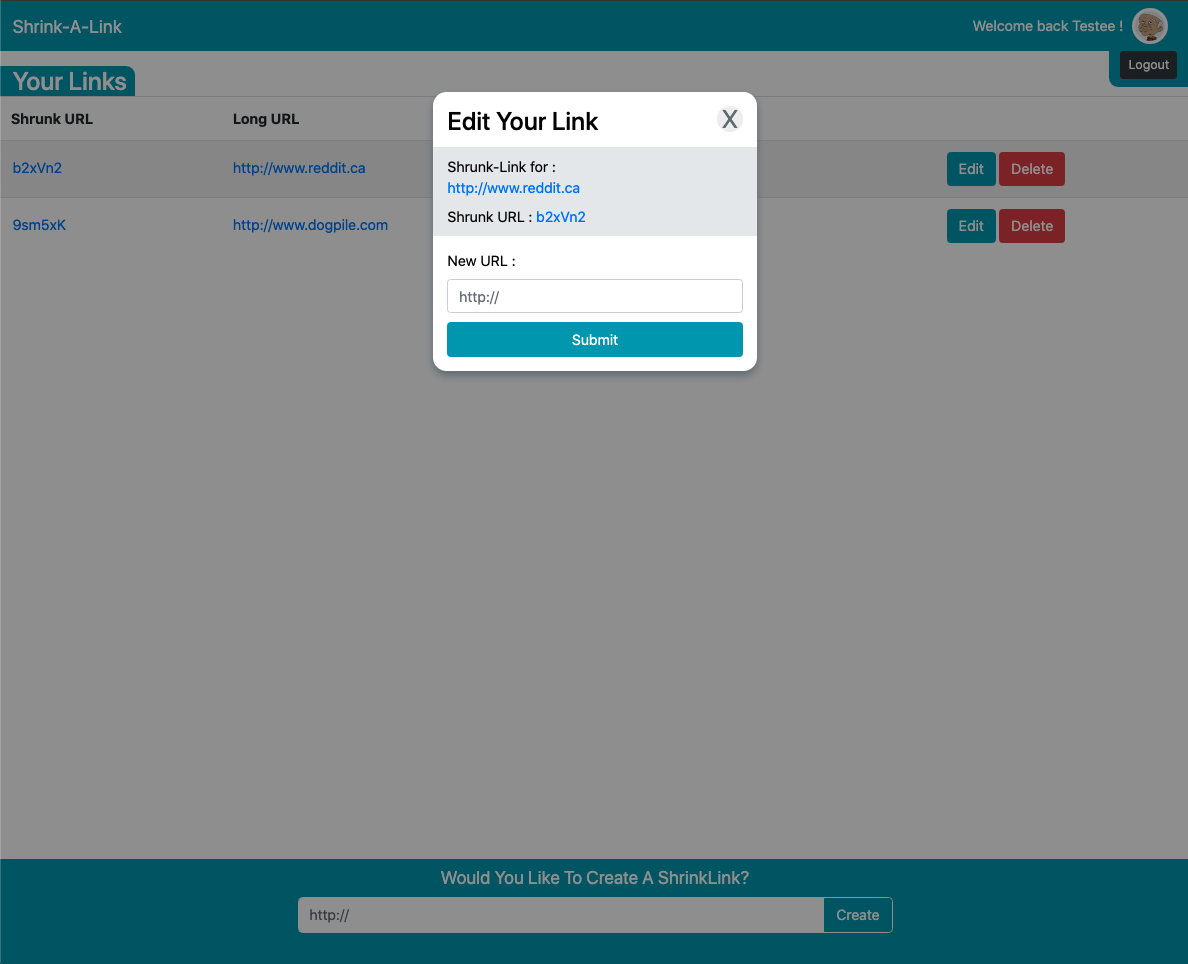 Shrink-A-Link
Welcome back Testee !
Logout
Your Links
Shrunk URL Long URL
b2xVn2 http://www.reddit.ca Edit Delete
9sm5xK http://www.dogpile.com Edit Delete
Edit Your Link X
Shrunk-Link for :
http://www.reddit.ca
Shrunk URL : b2xVn2
New URL :
http://
Submit
Would You Like To Create A ShrinkLink?
http:// Create